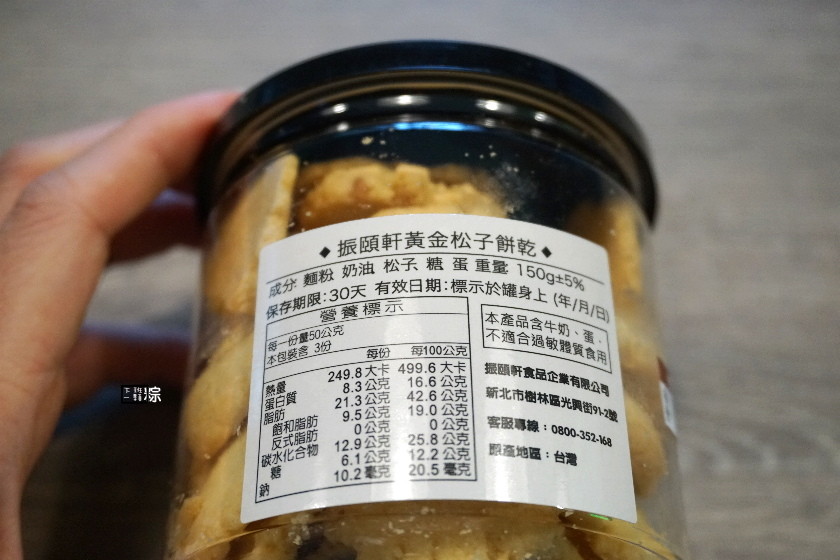 ◆ 振頤軒黃金松子餅乾 ◆
成分: 麵粉. 奶油. 松子. 糖. 蛋 重量: 150g±5%
保存期限:30天 有效日期:標示於罐身上 (年/月/日)
營養標示
每一份量50公克
本包裝含 3份
每份 每100公克
熱量 249.8 大卡 499.6 大卡
蛋白質 8.3 公克 16.6 公克
脂肪 21.3 公克 42.6 公克
飽和脂肪 9.5 公克 19.0 公克
反式脂肪 0 公克 0 公克
碳水化合物 12.9 公克 25.8 公克
糖 6.1 公克 12.2 公克
鈉 10.2 毫克 20.5 毫克
本產品含牛奶、蛋，
不適合過敏體質食用
振頤軒食品企業有限公司
新北市樹林區光興街91-2號
客服專線：0800-352-168
原產地區：台灣